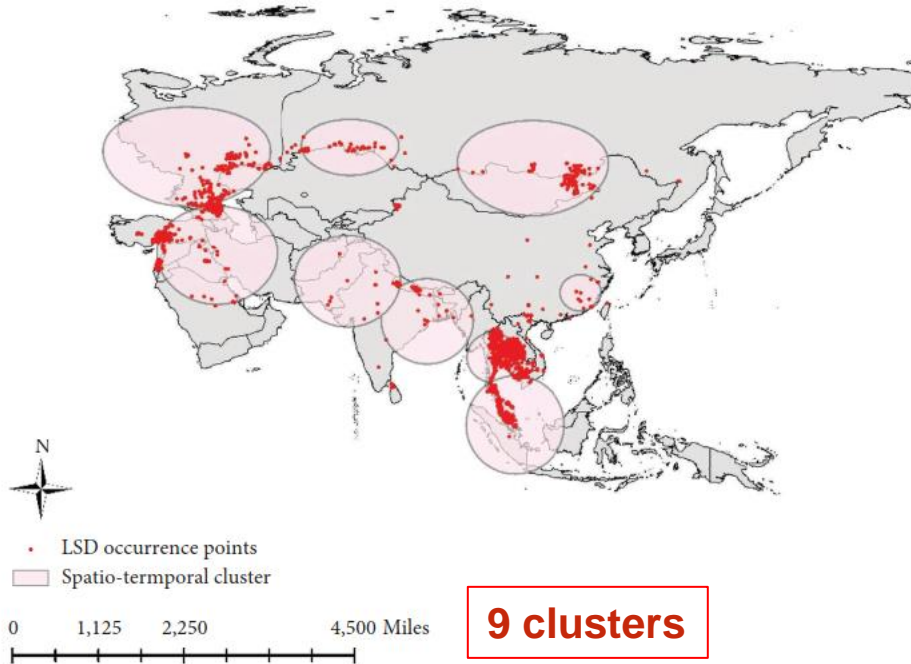 N
LSD occurrence points
Spatio-termporal cluster
0 1,125 2,250 4,500 Miles
9 clusters